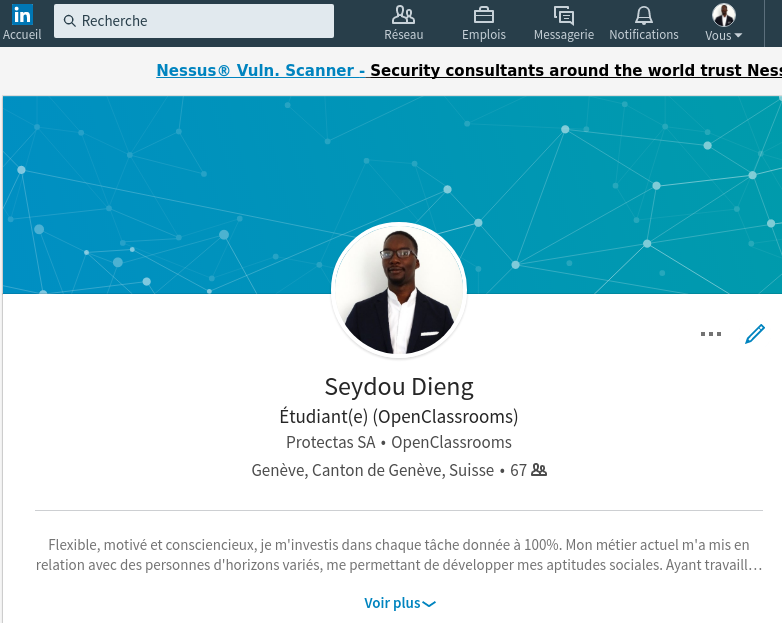 in
Recherche
Accueil
Réseau
Emplois
Messagerie
Notifications
Vous
Nessus® Vuln. Scanner - Security consultants around the world trust Ness
Seydou Dieng
Étudiant(e) (OpenClassrooms)
Protectas SA • OpenClassrooms
Genève, Canton de Genève, Suisse • 67
Flexible, motivé et consciencieux, je m'investis dans chaque tâche donnée à 100%. Mon métier actuel m'a mis en
relation avec des personnes d'horizons variés, me permettant de développer mes aptitudes sociales. Ayant travaill...
Voir plus